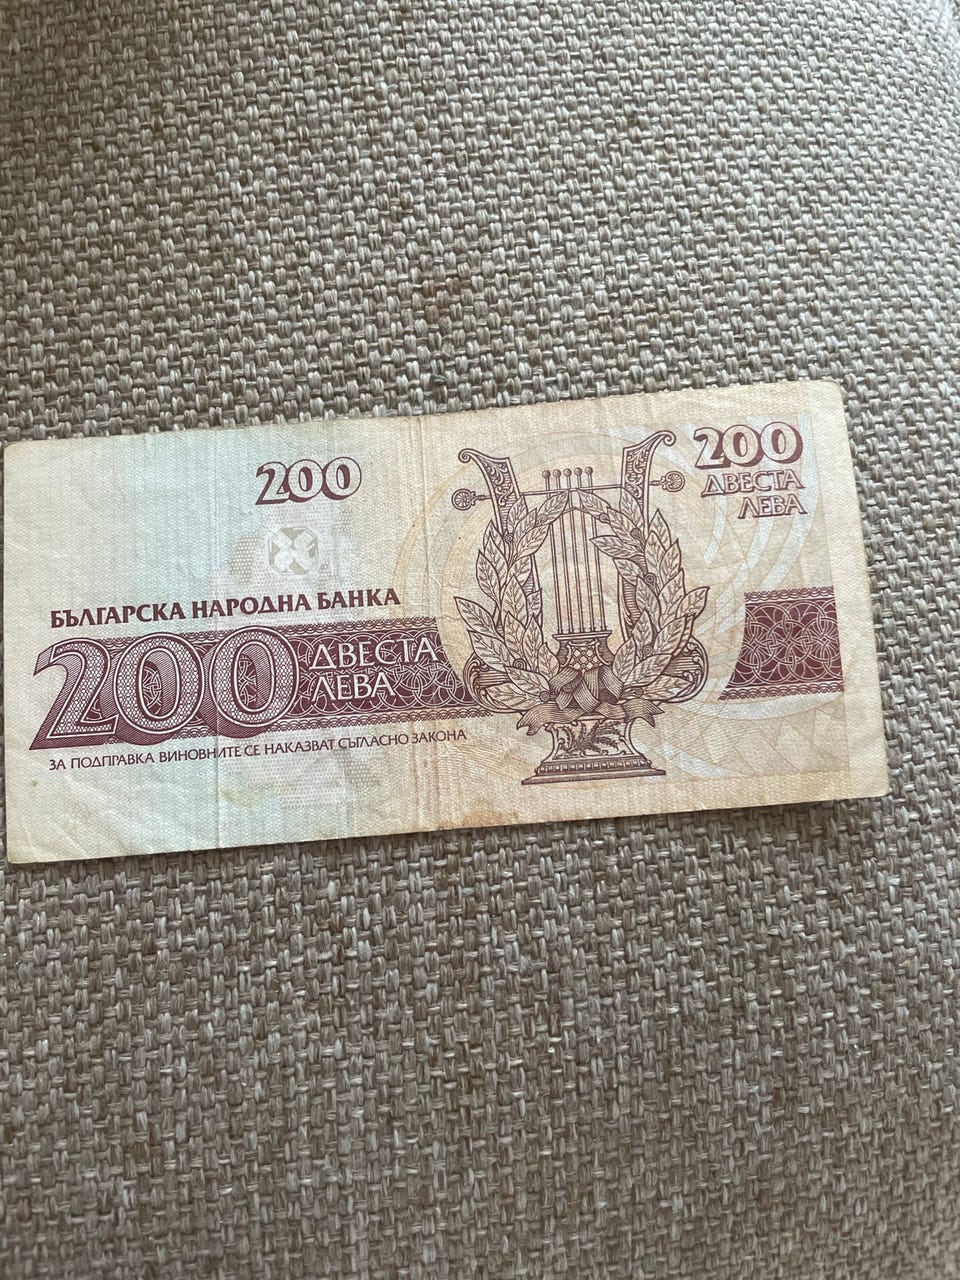 200
200
ДВЕСТА
ЛЕВА
БЪЛГАРСКА НАРОДНА БАНКА
200 ДВЕСТА
ЛЕВА
ЗА ПОДПРАВКА ВИНОВНИТЕ СЕ НАКАЗВАТ СЪГЛАСНО ЗАКОНА